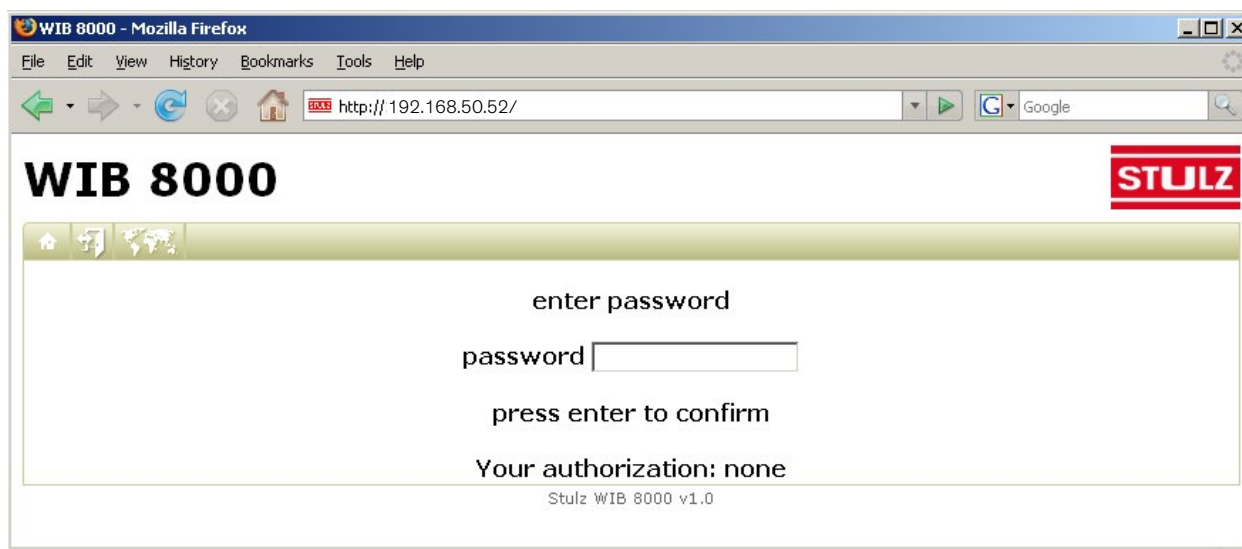 WIB 8000 - Mozilla Firefox
File Edit View History Bookmarks Tools Help
STULZ http://192.168.50.52/ G Google
WIB 8000
STULZ
enter password
password
press enter to confirm
Your authorization: none
Stulz WIB 8000 v1.0